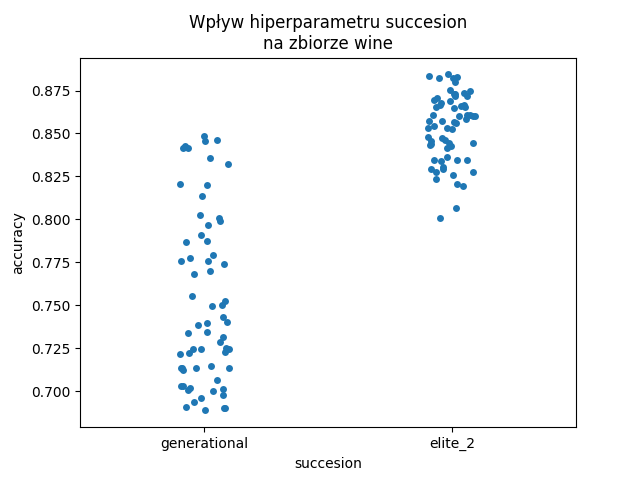 Wpływ hiperparametru succesion
na zbiorze wine
0.875
0.850
0.825
0.800
0.775
0.750
0.725
0.700
accuracy
generational
elite_2
succesion